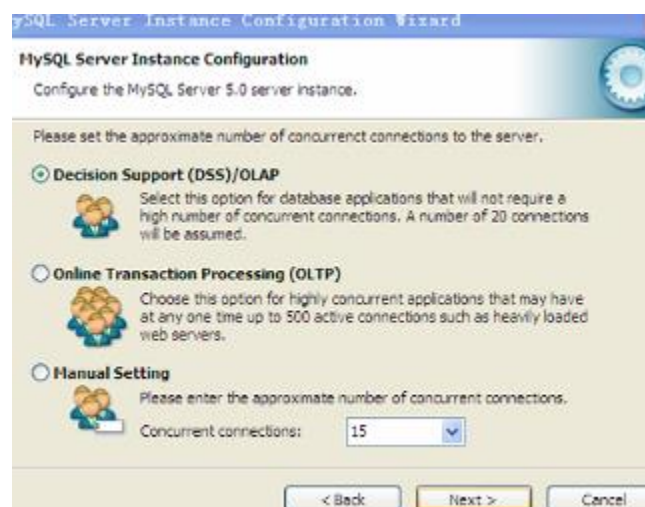 ySQL Server Instance Configuration Wizard
MySQL Server Instance Configuration
Configure the MySQL Server 5.0 server instance.
Please set the approximate number of concurrenct connections to the server.
Decision Support (DSS)/OLAP
Select this option for database applications that will not require a
high number of concurrent connections. A number of 20 connections
will be assumed.
Online Transaction Processing (OLTP)
Choose this option for highly concurrent applications that may have
at any one time up to 500 active connections such as heavily loaded
web servers.
Manual Setting
Please enter the approximate number of concurrent connections.
Concurrent connections: 15
< Back Next > Cancel